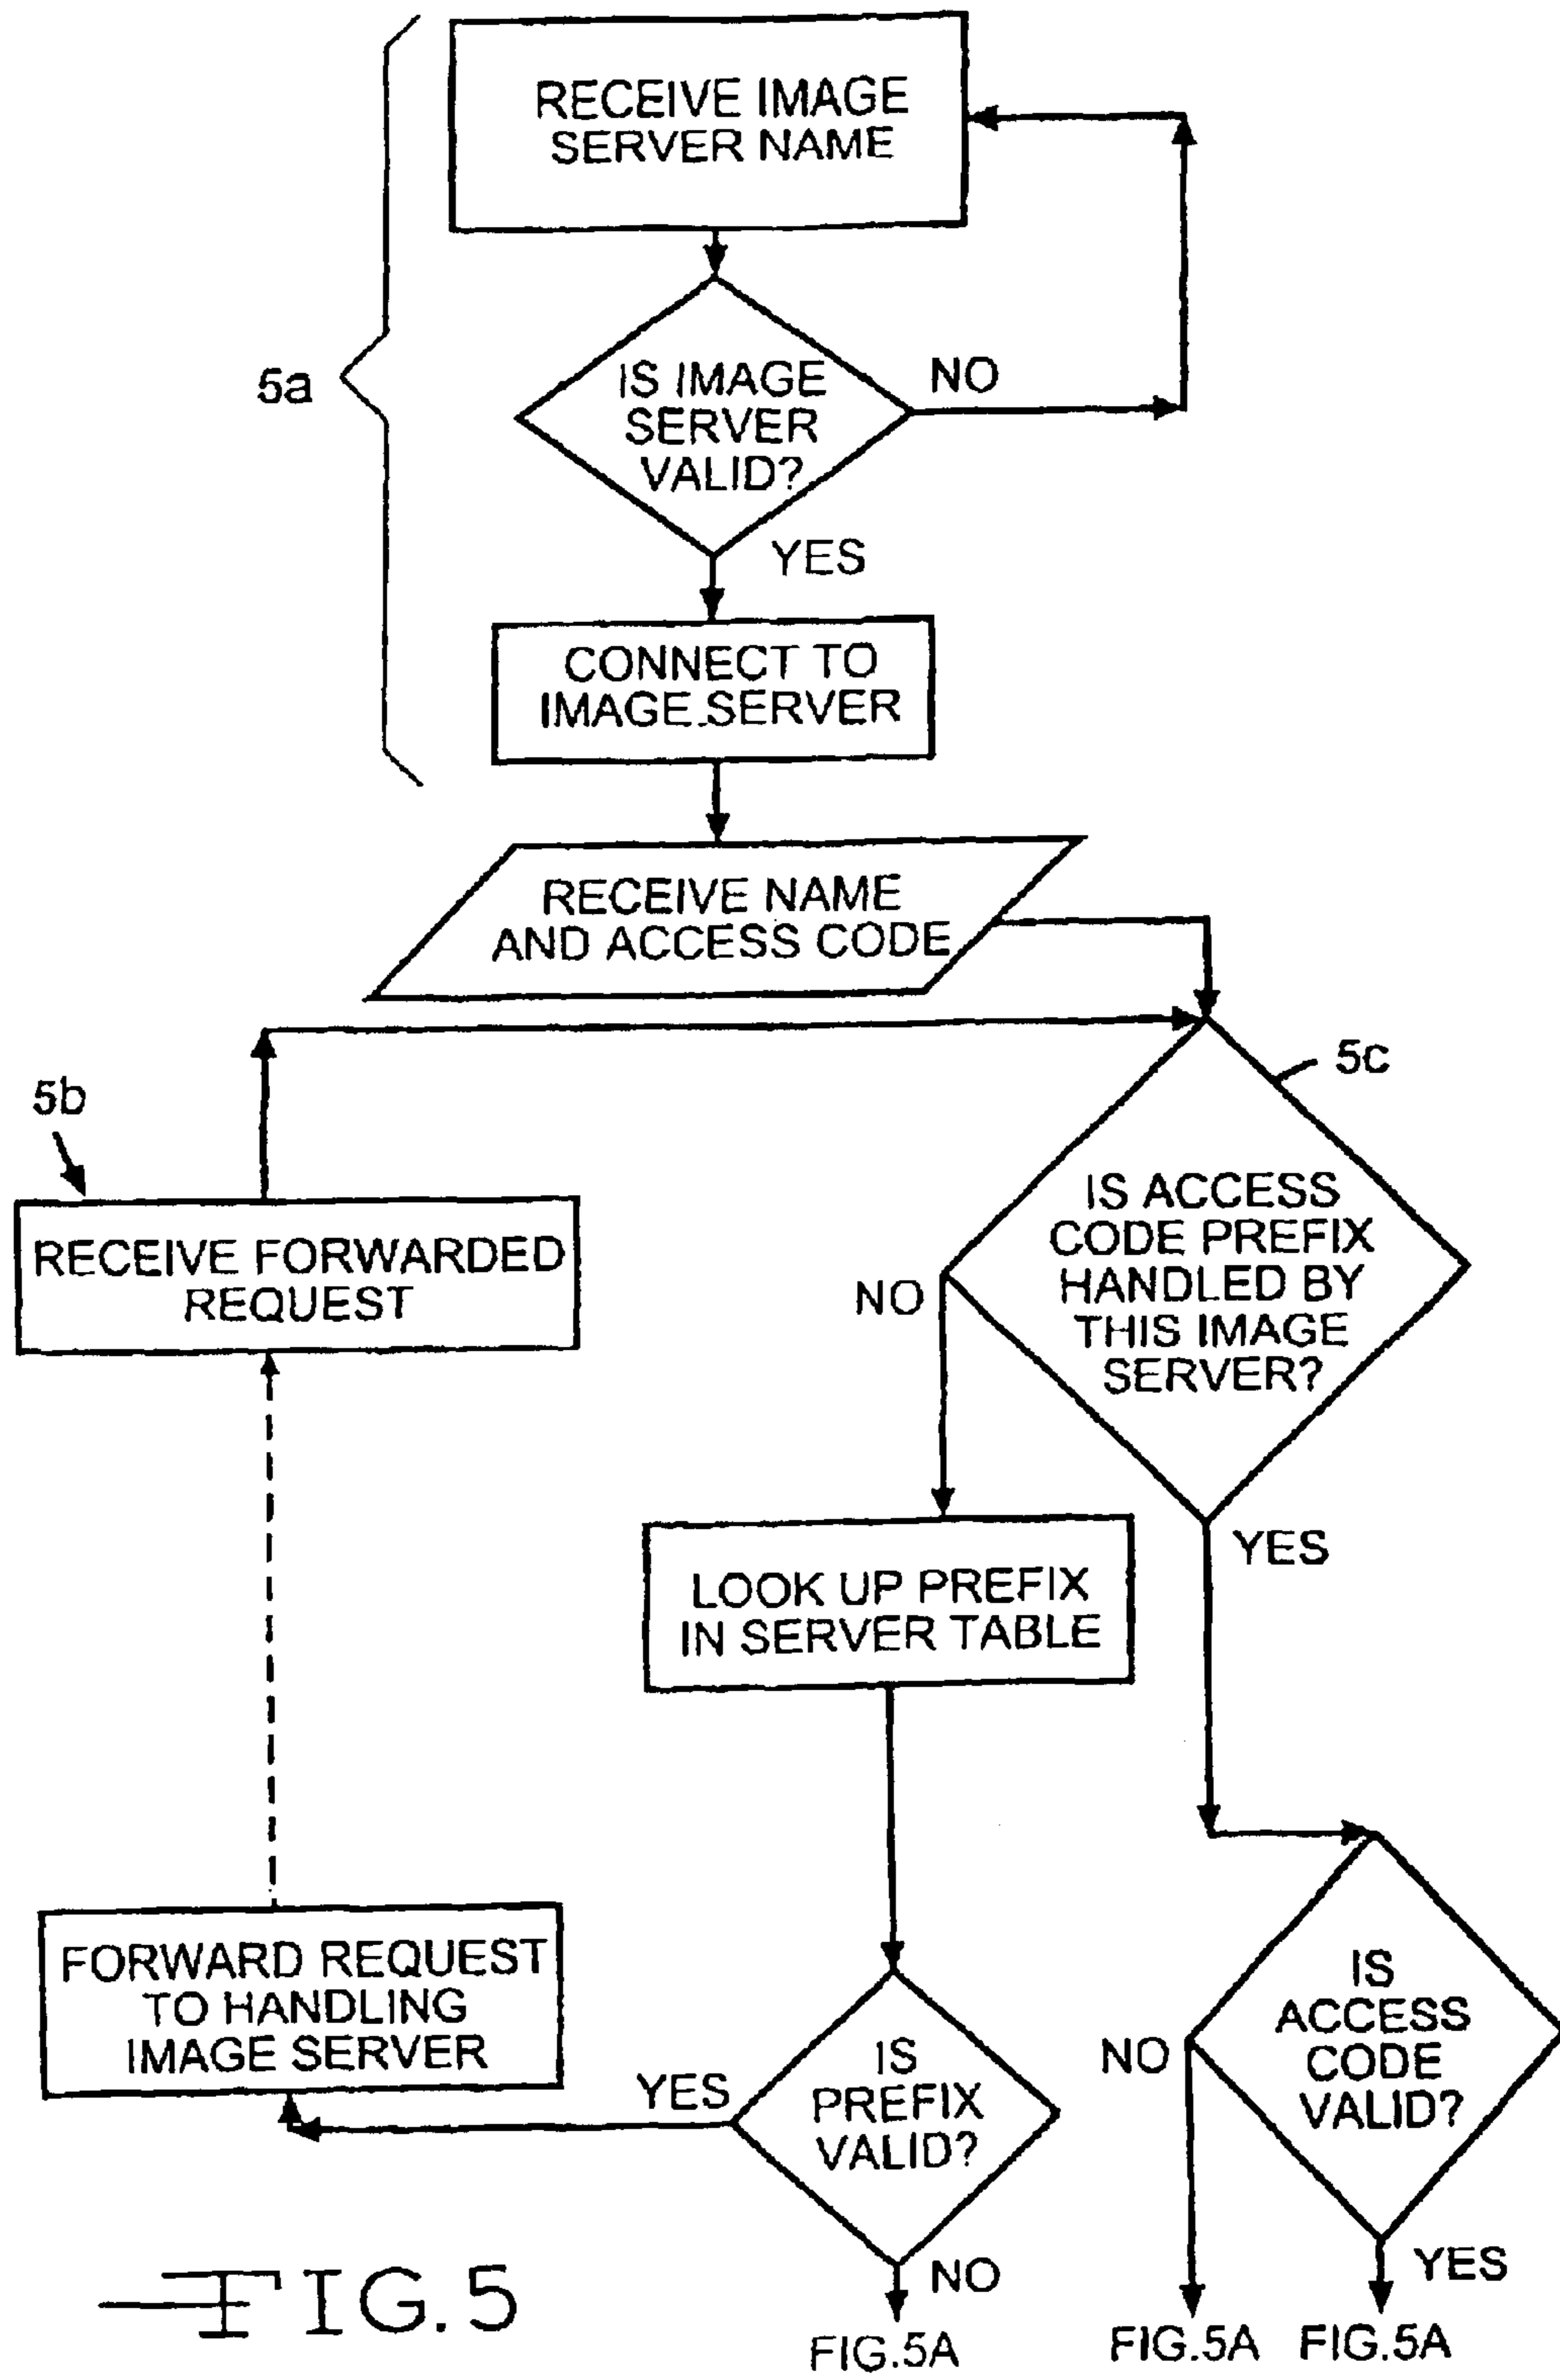 RECEIVE IMAGE
SERVER NAME
5a
IS IMAGE
SERVER
VALID?
NO
YES
CONNECT TO
IMAGE SERVER
RECEIVE NAME
AND ACCESS CODE
5b
5c
RECEIVE FORWARDED
REQUEST
IS ACCESS
CODE PREFIX
HANDLED BY
THIS IMAGE
SERVER?
NO
YES
LOOK UP PREFIX
IN SERVER TABLE
FORWARD REQUEST
TO HANDLING
IMAGE SERVER
YES
IS
PREFIX
VALID?
NO
NO
IS
ACCESS
CODE
VALID?
YES
FIG.5A
FIG.5A
FIG.5A
FIG.5